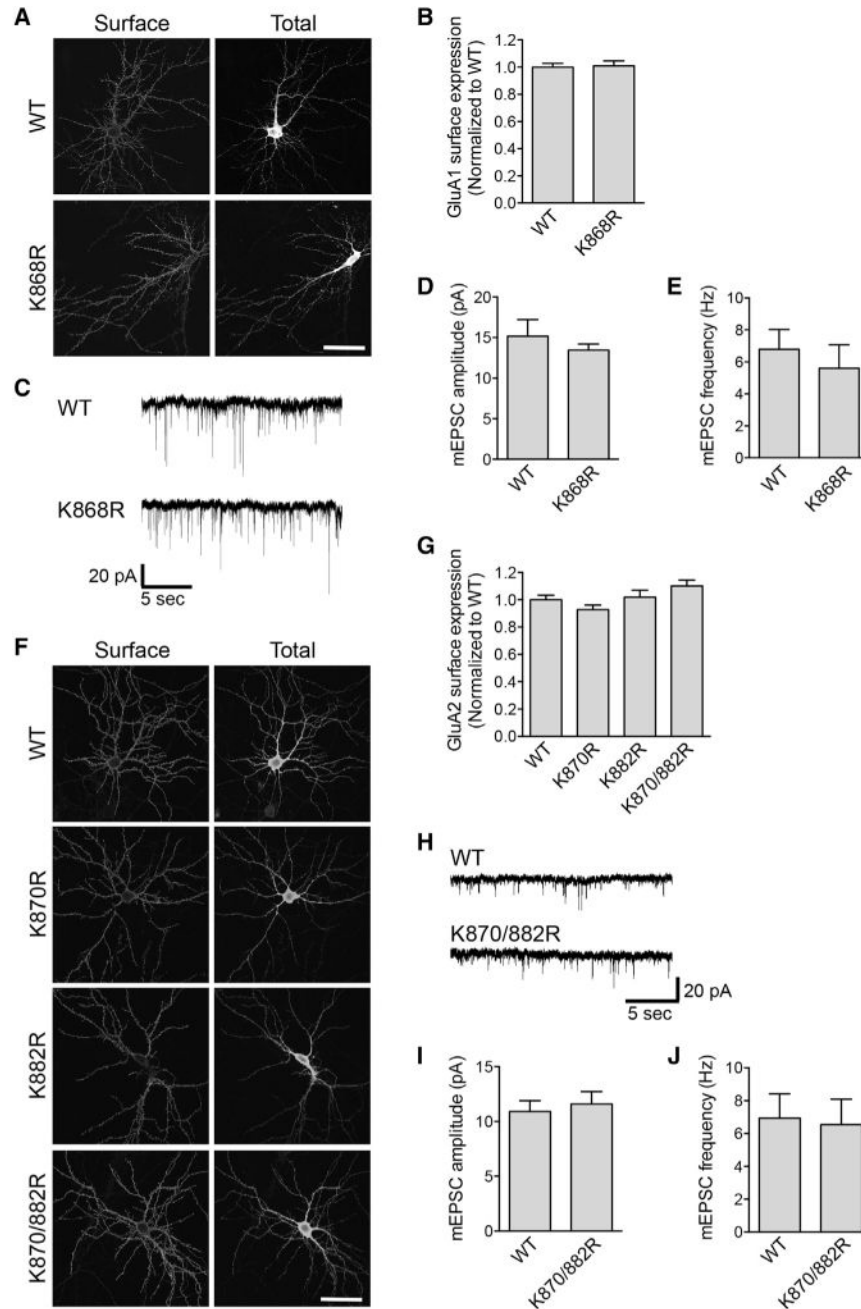 A
Surface
Total
WT
K868R
B
GluA1 surface expression
(Normalized to WT)
1.2
1.0
0.8
0.6
0.4
0.2
0.0
WT
K868R
C
WT
K868R
20 pA
5 sec
D
mEPSC amplitude (pA)
20
15
10
5
0
WT
K868R
E
mEPSC frequency (Hz)
10
8
6
4
2
0
WT
K868R
F
Surface
Total
WT
K870R
K882R
K870/882R
G
GluA2 surface expression
(Normalized to WT)
1.2
1.0
0.8
0.6
0.4
0.2
0.0
WT
K870R
K882R
K870/882R
H
WT
K870/882R
20 pA
5 sec
I
mEPSC amplitude (pA)
15
10
5
0
WT
K870/882R
J
mEPSC frequency (Hz)
10
8
6
4
2
0
WT
K870/882R